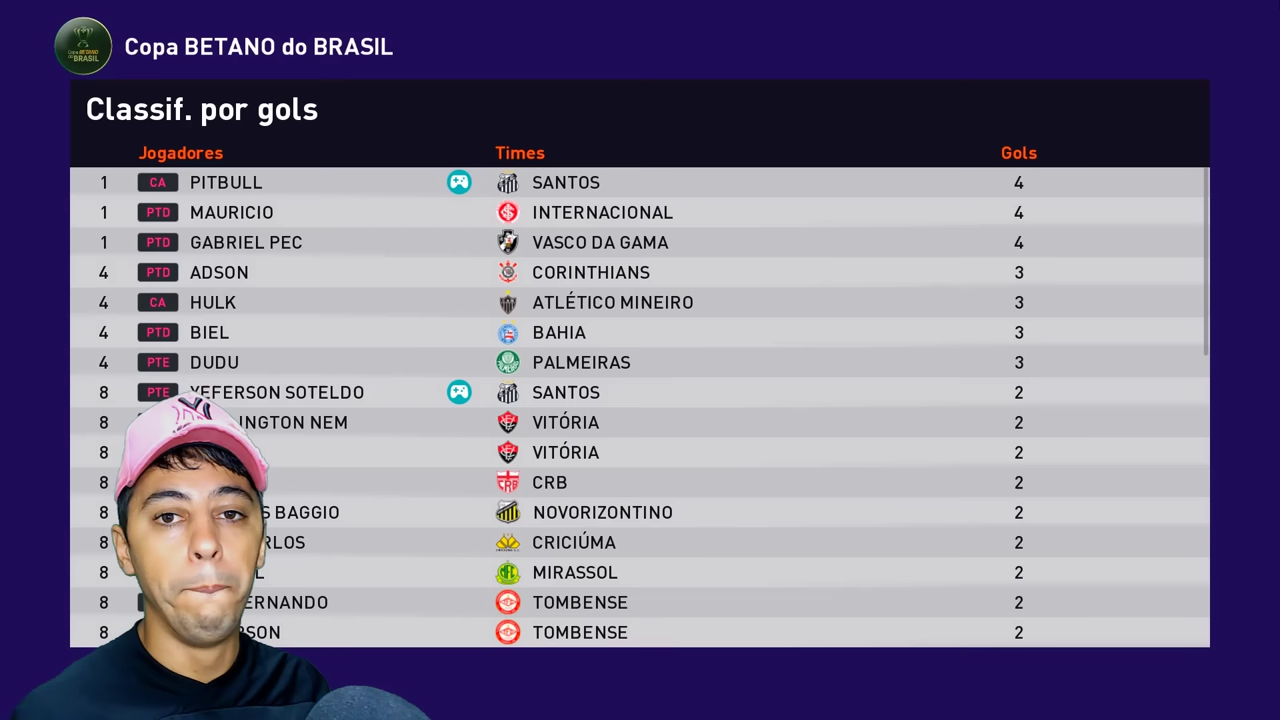 Copa BETANO do BRASIL
Classif. por gols
Jogadores Times Gols
1 CA PITBULL SANTOS 4
1 PTD MAURICIO INTERNACIONAL 4
1 PTD GABRIEL PEC VASCO DA GAMA 4
4 PTD ADSON CORINTHIANS 3
4 CA HULK ATLÉTICO MINEIRO 3
4 PTD BIEL BAHIA 3
4 PTE DUDU PALMEIRAS 3
8 PTE YEFERSON SOTELDO SANTOS 2
8 NEM VITÓRIA 2
8 VITÓRIA 2
8 CRB 2
8 BAGGIO NOVORIZONTINO 2
8 CRICIÚMA 2
8 MIRASSOL 2
8 TOMBENSE 2
8 TOMBENSE 2